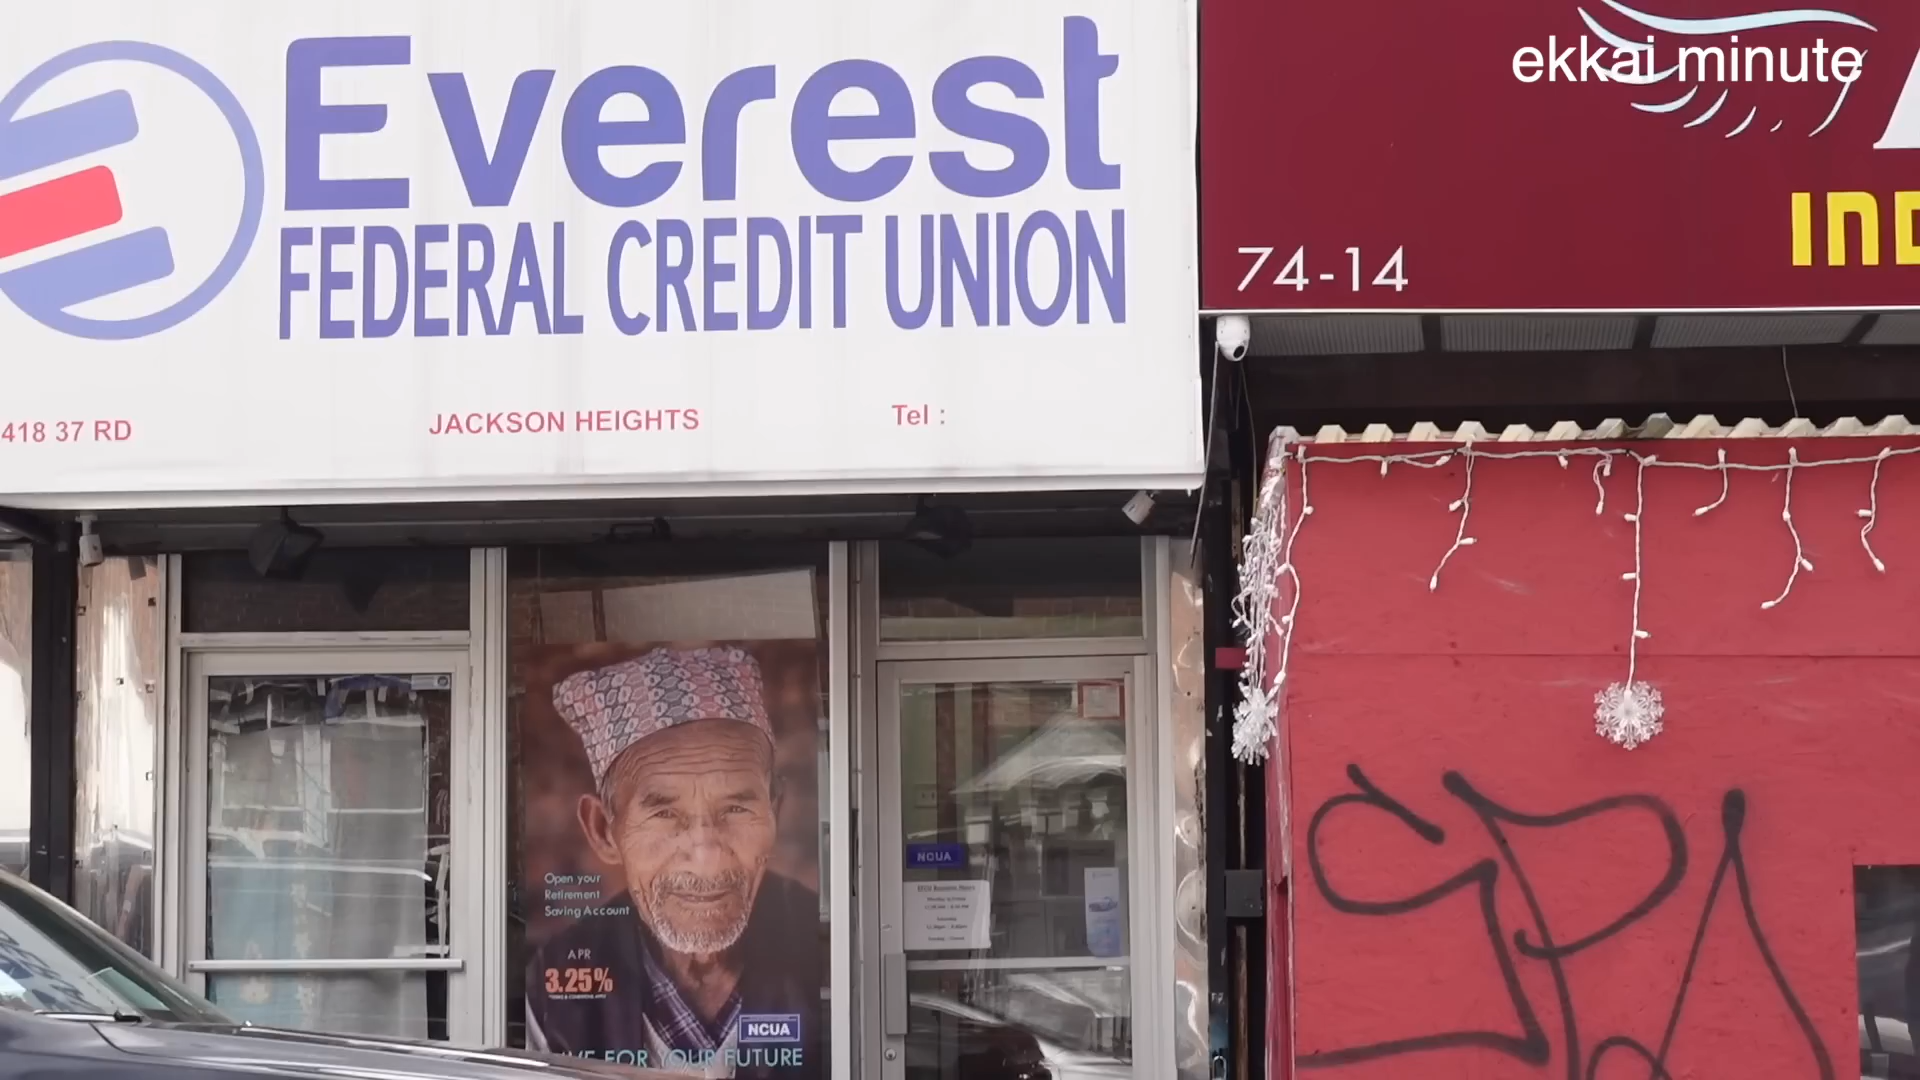 Everest
FEDERAL CREDIT UNION
418 37 RD
JACKSON HEIGHTS
Tel :
ekkai minute
74-14
NCUA
Open your
Retirement
Saving Account
APR
3.25%
NCUA
FOR YOUR FUTURE